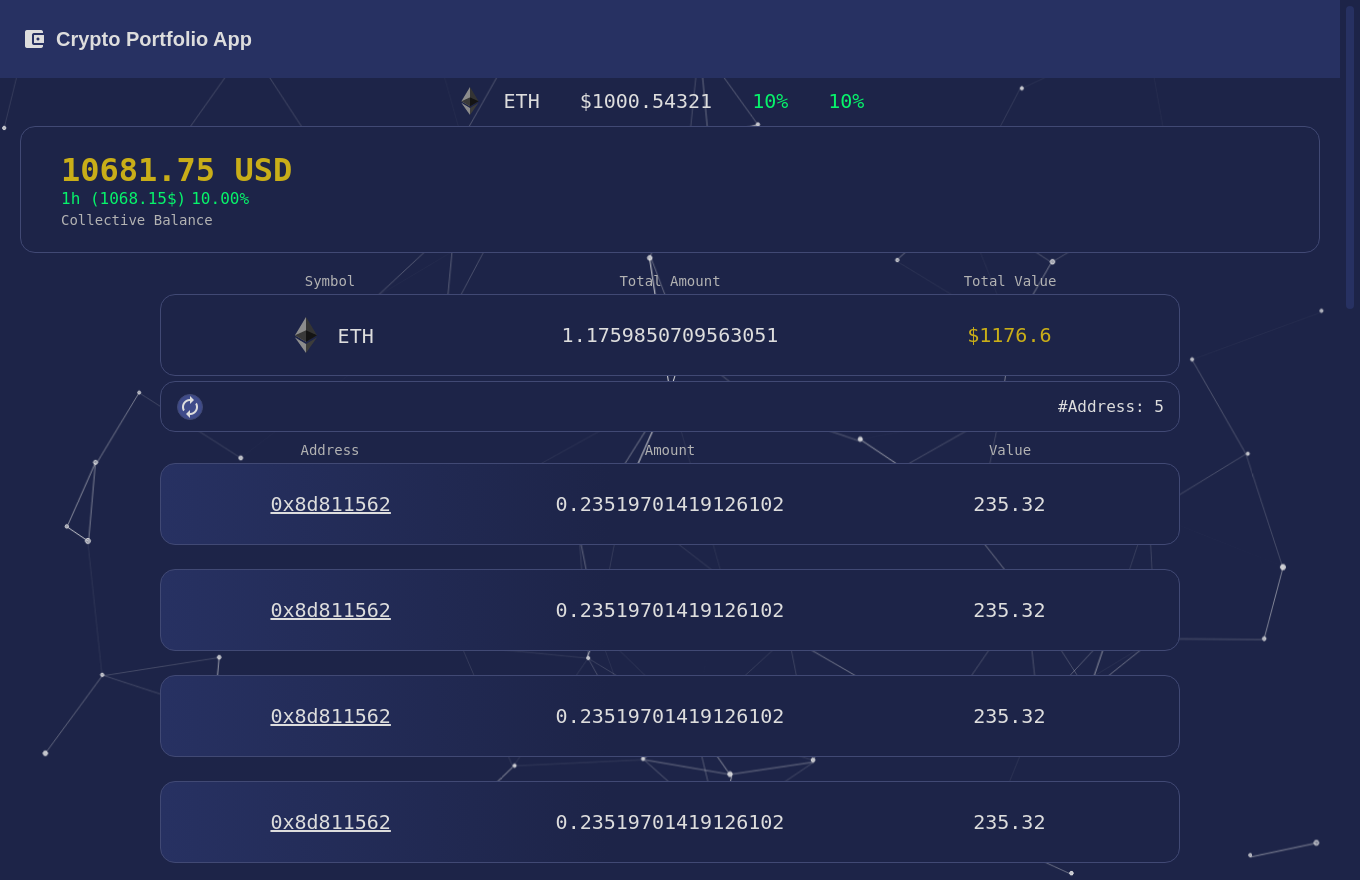 Crypto Portfolio App
ETH $1000.54321 10% 10%
10681.75 USD
1h (1068.15$) 10.00%
Collective Balance
Symbol Total Amount Total Value
ETH 1.1759850709563051 $1176.6
#Address: 5
Address Amount Value
0x8d811562 0.23519701419126102 235.32
0x8d811562 0.23519701419126102 235.32
0x8d811562 0.23519701419126102 235.32
0x8d811562 0.23519701419126102 235.32